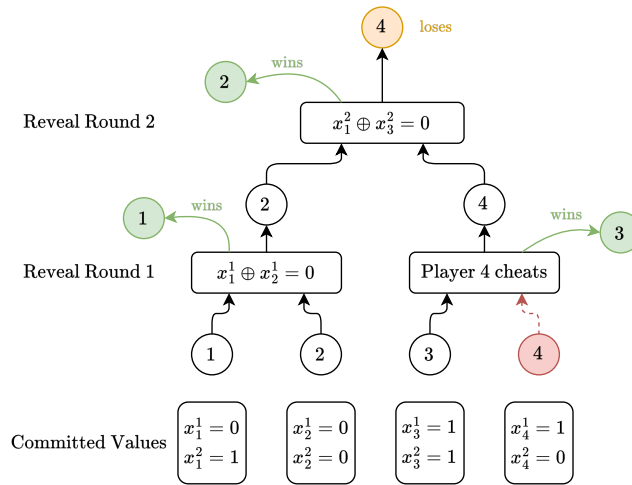 4 loses
wins
2
Reveal Round 2
$x_1^2 \oplus x_3^2 = 0$
2 4
1 wins
wins 3
Reveal Round 1
$x_1^1 \oplus x_2^1 = 0$
Player 4 cheats
1 2 3 4
Committed Values
$x_1^1 = 0$
$x_1^2 = 1$
$x_2^1 = 0$
$x_2^2 = 0$
$x_3^1 = 1$
$x_3^2 = 1$
$x_4^1 = 1$
$x_4^2 = 0$